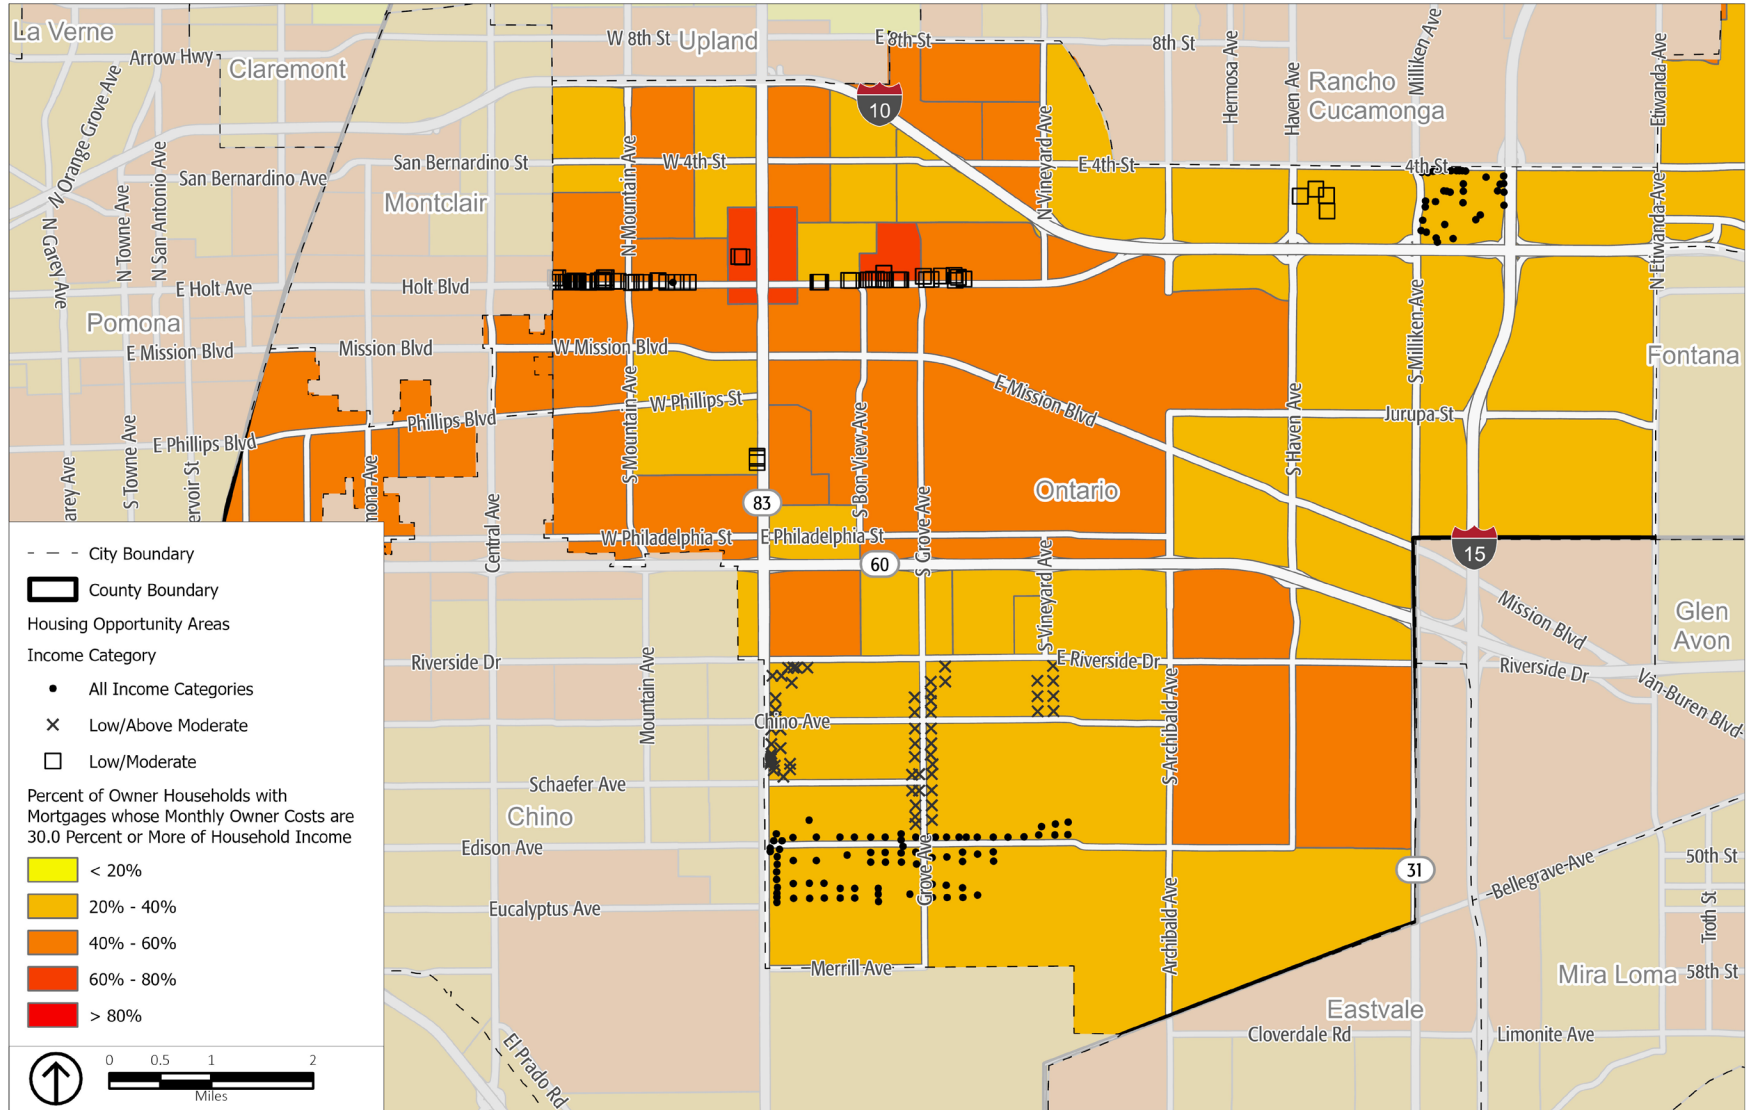 La Verne
Arrow Hwy
Claremont
W 8th St
Upland
E 8th St
8th St
Hermosa Ave
Haven Ave
Milliken Ave
Rancho
Cucamonga
Etiwanda Ave
N Orange Grove Ave
10
N Vineyard Ave
San Bernardino St
W 4th St
E 4th St
4th St
San Bernardino Ave
N Towne Ave
N San Antonio Ave
N Garey Ave
Montclair
N Mountain Ave
N Etiwanda Ave
E Holt Ave
Holt Blvd
Pomona
E Mission Blvd
Mission Blvd
W Mission Blvd
E Mission Blvd
Fontana
S Milliken Ave
S Haven Ave
Jurupa St
W Phillips St
Phillips Blvd
E Phillips Blvd
S Mountain Ave
S Bon View Ave
S Grove Ave
Ontario
arey Ave
S Towne Ave
ervoir St
mona Ave
Central Ave
83
W Philadelphia St
E Philadelphia St
60
15
S Vineyard Ave
Glen
Avon
Mission Blvd
Riverside Dr
Van Buren Blvd
Riverside Dr
E Riverside Dr
Mountain Ave
Chino Ave
S Archibald Ave
Schaefer Ave
Chino
Edison Ave
Grove Ave
31
Bellegrave Ave
50th St
Troth St
Eucalyptus Ave
Archibald Ave
Merrill Ave
Mira Loma
58th St
Eastvale
Cloverdale Rd
Limonite Ave
El Prado Rd
City Boundary
County Boundary
Housing Opportunity Areas
Income Category
All Income Categories
Low/Above Moderate
Low/Moderate
Percent of Owner Households with
Mortgages whose Monthly Owner Costs are
30.0 Percent or More of Household Income
< 20%
20% - 40%
40% - 60%
60% - 80%
> 80%
0 0.5 1 2
Miles